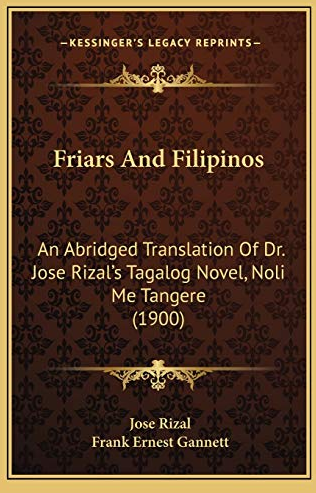 —KESSINGER'S LEGACY REPRINTS—
Friars And Filipinos
An Abridged Translation Of Dr.
Jose Rizal's Tagalog Novel, Noli
Me Tangere
(1900)
Jose Rizal
Frank Ernest Gannett